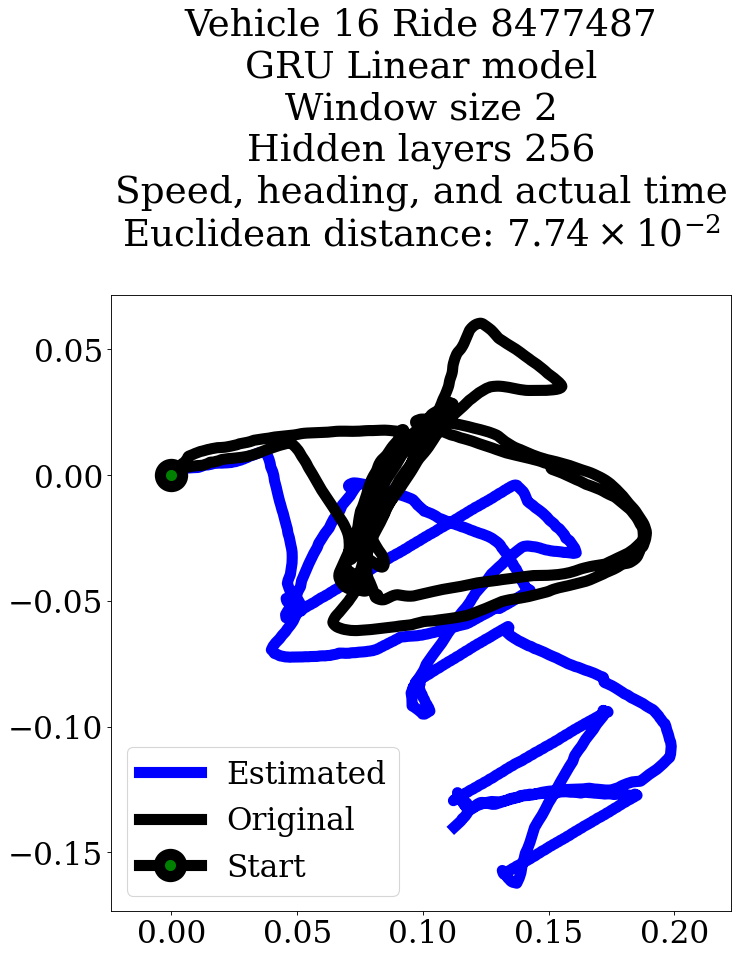 Vehicle 16 Ride 8477487
GRU Linear model
Window size 2
Hidden layers 256
Speed, heading, and actual time
Euclidean distance: 7.74 × 10⁻²
0.05
0.00
−0.05
−0.10
−0.15
Estimated
Original
Start
0.00 0.05 0.10 0.15 0.20